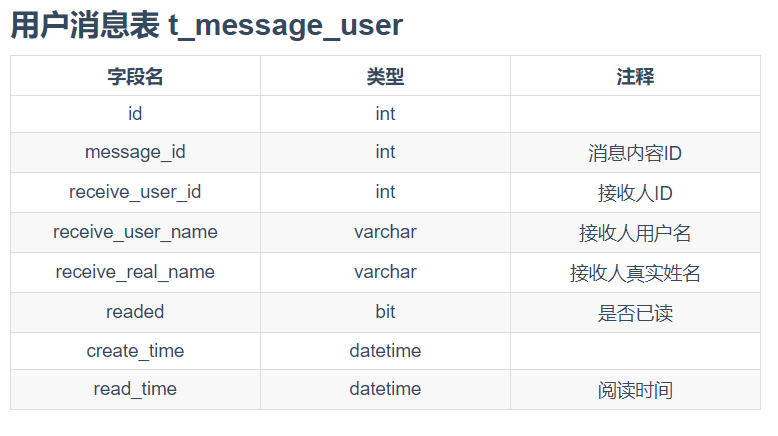 用户消息表 t_message_user
字段名 类型 注释
id int
message_id int 消息内容ID
receive_user_id int 接收人ID
receive_user_name varchar 接收人用户名
receive_real_name varchar 接收人真实姓名
readed bit 是否已读
create_time datetime
read_time datetime 阅读时间